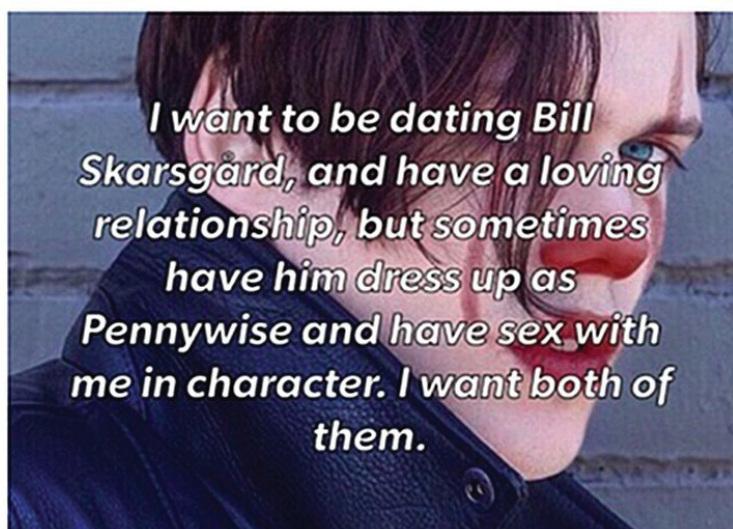 I want to be dating Bill
Skarsgård, and have a loving
relationship, but sometimes
have him dress up as
Pennywise and have sex with
me in character. I want both of
them.